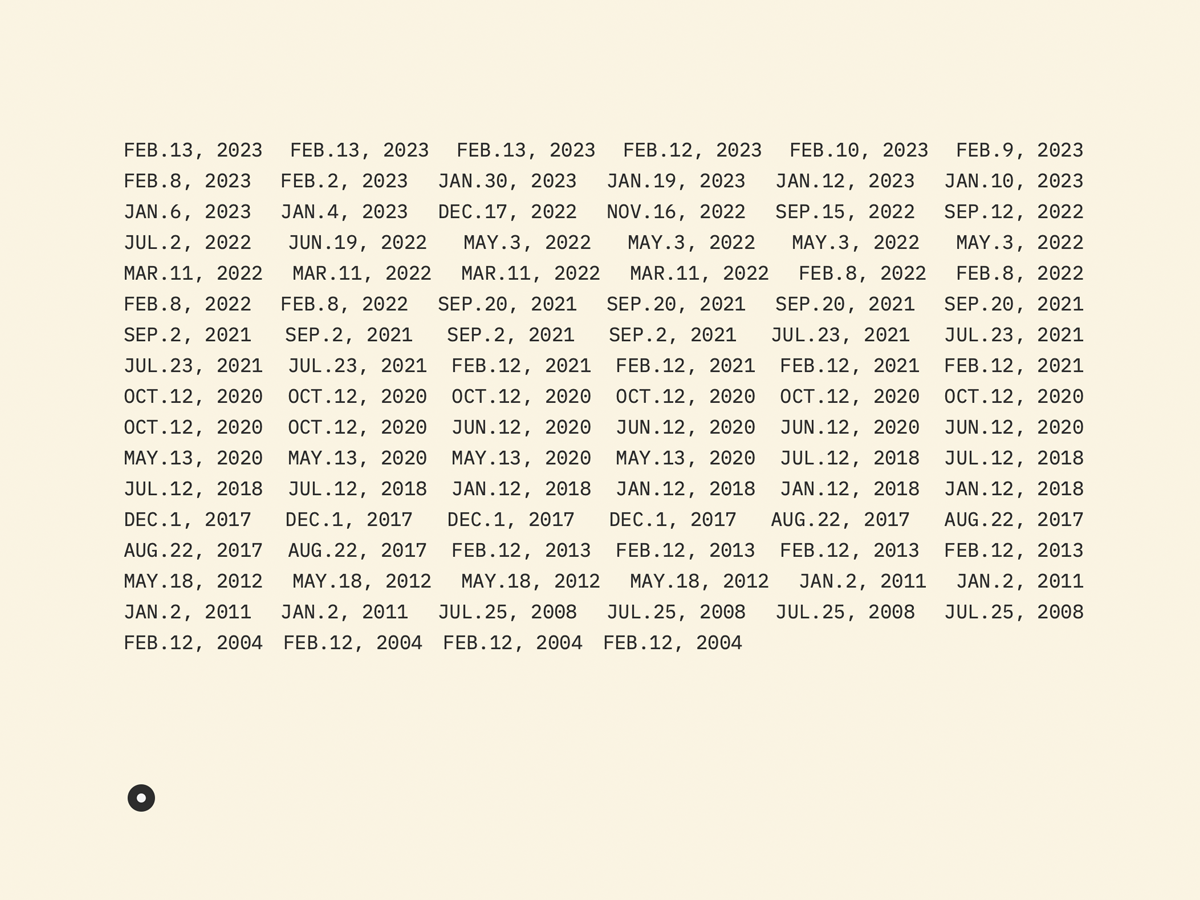 FEB.13, 2023 FEB.13, 2023 FEB.13, 2023 FEB.12, 2023 FEB.10, 2023 FEB.9, 2023
FEB.8, 2023 FEB.2, 2023 JAN.30, 2023 JAN.19, 2023 JAN.12, 2023 JAN.10, 2023
JAN.6, 2023 JAN.4, 2023 DEC.17, 2022 NOV.16, 2022 SEP.15, 2022 SEP.12, 2022
JUL.2, 2022 JUN.19, 2022 MAY.3, 2022 MAY.3, 2022 MAY.3, 2022 MAY.3, 2022
MAR.11, 2022 MAR.11, 2022 MAR.11, 2022 MAR.11, 2022 FEB.8, 2022 FEB.8, 2022
FEB.8, 2022 FEB.8, 2022 SEP.20, 2021 SEP.20, 2021 SEP.20, 2021 SEP.20, 2021
SEP.2, 2021 SEP.2, 2021 SEP.2, 2021 SEP.2, 2021 JUL.23, 2021 JUL.23, 2021
JUL.23, 2021 JUL.23, 2021 FEB.12, 2021 FEB.12, 2021 FEB.12, 2021 FEB.12, 2021
OCT.12, 2020 OCT.12, 2020 OCT.12, 2020 OCT.12, 2020 OCT.12, 2020 OCT.12, 2020
OCT.12, 2020 OCT.12, 2020 JUN.12, 2020 JUN.12, 2020 JUN.12, 2020 JUN.12, 2020
MAY.13, 2020 MAY.13, 2020 MAY.13, 2020 MAY.13, 2020 JUL.12, 2018 JUL.12, 2018
JUL.12, 2018 JUL.12, 2018 JAN.12, 2018 JAN.12, 2018 JAN.12, 2018 JAN.12, 2018
DEC.1, 2017 DEC.1, 2017 DEC.1, 2017 DEC.1, 2017 AUG.22, 2017 AUG.22, 2017
AUG.22, 2017 AUG.22, 2017 FEB.12, 2013 FEB.12, 2013 FEB.12, 2013 FEB.12, 2013
MAY.18, 2012 MAY.18, 2012 MAY.18, 2012 MAY.18, 2012 JAN.2, 2011 JAN.2, 2011
JAN.2, 2011 JAN.2, 2011 JUL.25, 2008 JUL.25, 2008 JUL.25, 2008 JUL.25, 2008
FEB.12, 2004 FEB.12, 2004 FEB.12, 2004 FEB.12, 2004